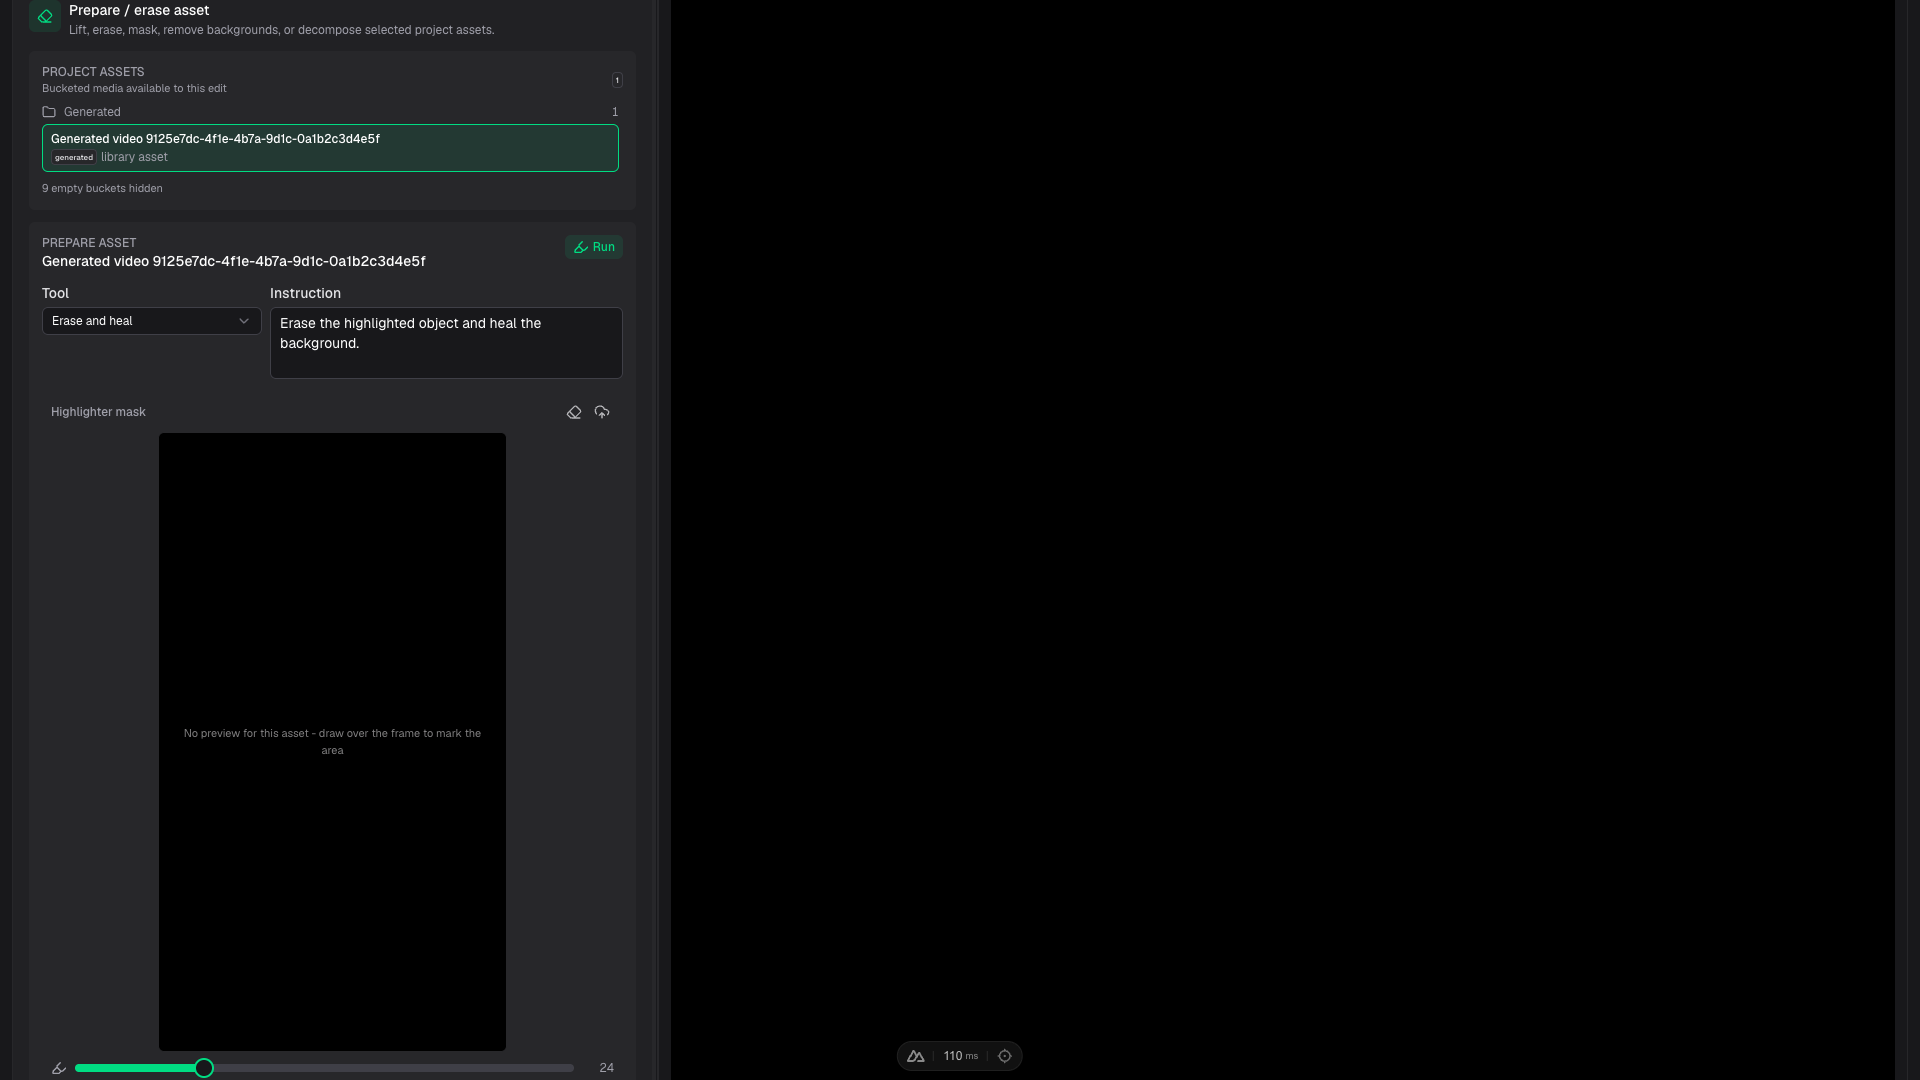 Prepare / erase asset
Lift, erase, mask, remove backgrounds, or decompose selected project assets.
PROJECT ASSETS
1
Bucketed media available to this edit
Generated
1
Generated video 9125e7dc-4f1e-4b7a-9d1c-0a1b2c3d4e5f
generated library asset
9 empty buckets hidden
PREPARE ASSET
Run
Generated video 9125e7dc-4f1e-4b7a-9d1c-0a1b2c3d4e5f
Tool
Instruction
Erase and heal
Erase the highlighted object and heal the
background.
Highlighter mask
No preview for this asset - draw over the frame to mark the
area
24
110 ms